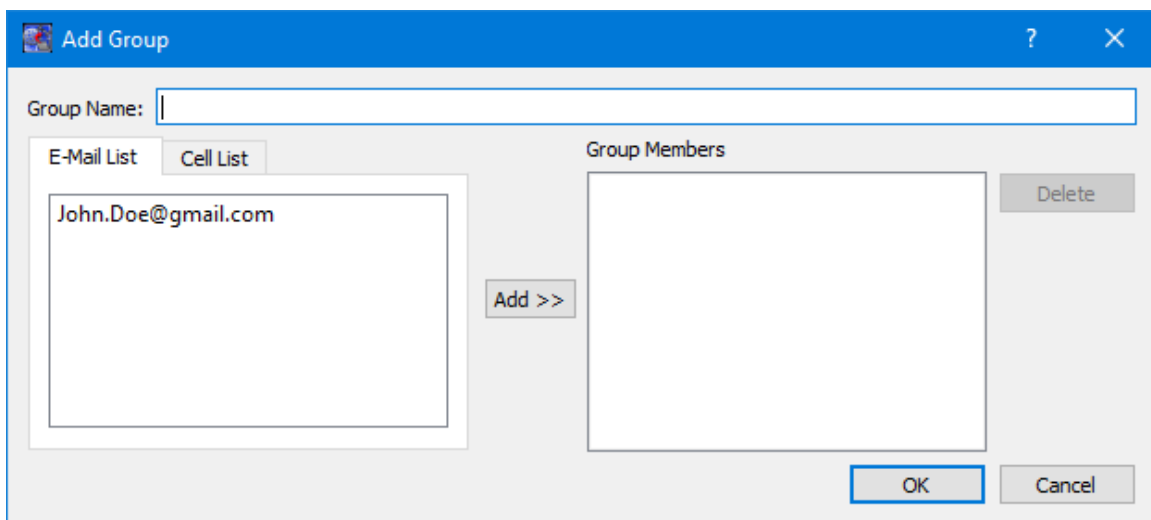 Add Group
?
Group Name:
E-Mail List
Cell List
John.Doe@gmail.com
Add >>
Group Members
Delete
OK
Cancel